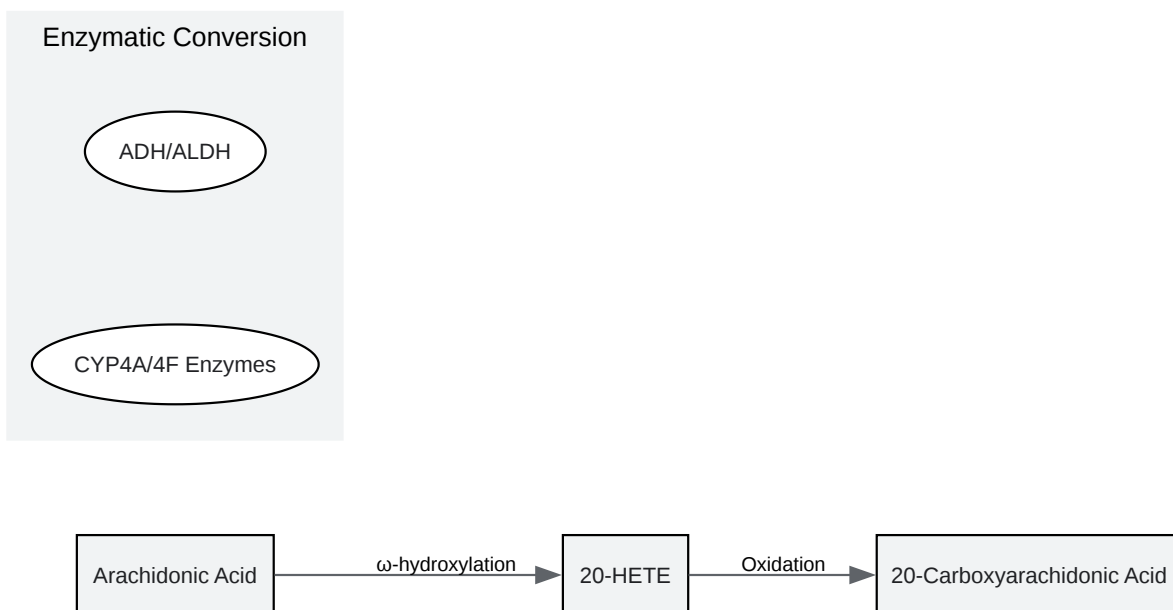 Enzymatic Conversion
ADH/ALDH
CYP4A/4F Enzymes
Arachidonic Acid
ω-hydroxylation
20-HETE
Oxidation
20-Carboxyarachidonic Acid